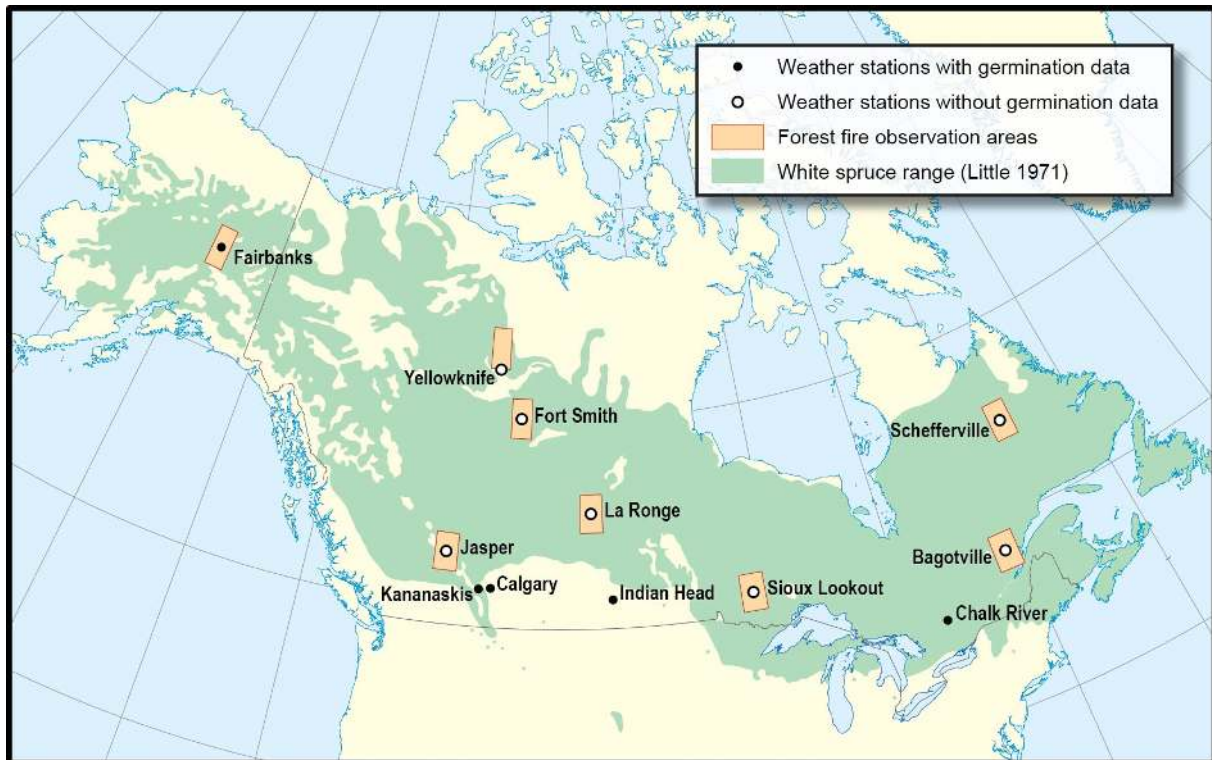 Weather stations with germination data
Weather stations without germination data
Forest fire observation areas
White spruce range (Little 1971)
Fairbanks
Yellowknife
Fort Smith
Schefferville
La Ronge
Jasper
Bagotville
Kananaskis
Calgary
Indian Head
Sioux Lookout
Chalk River